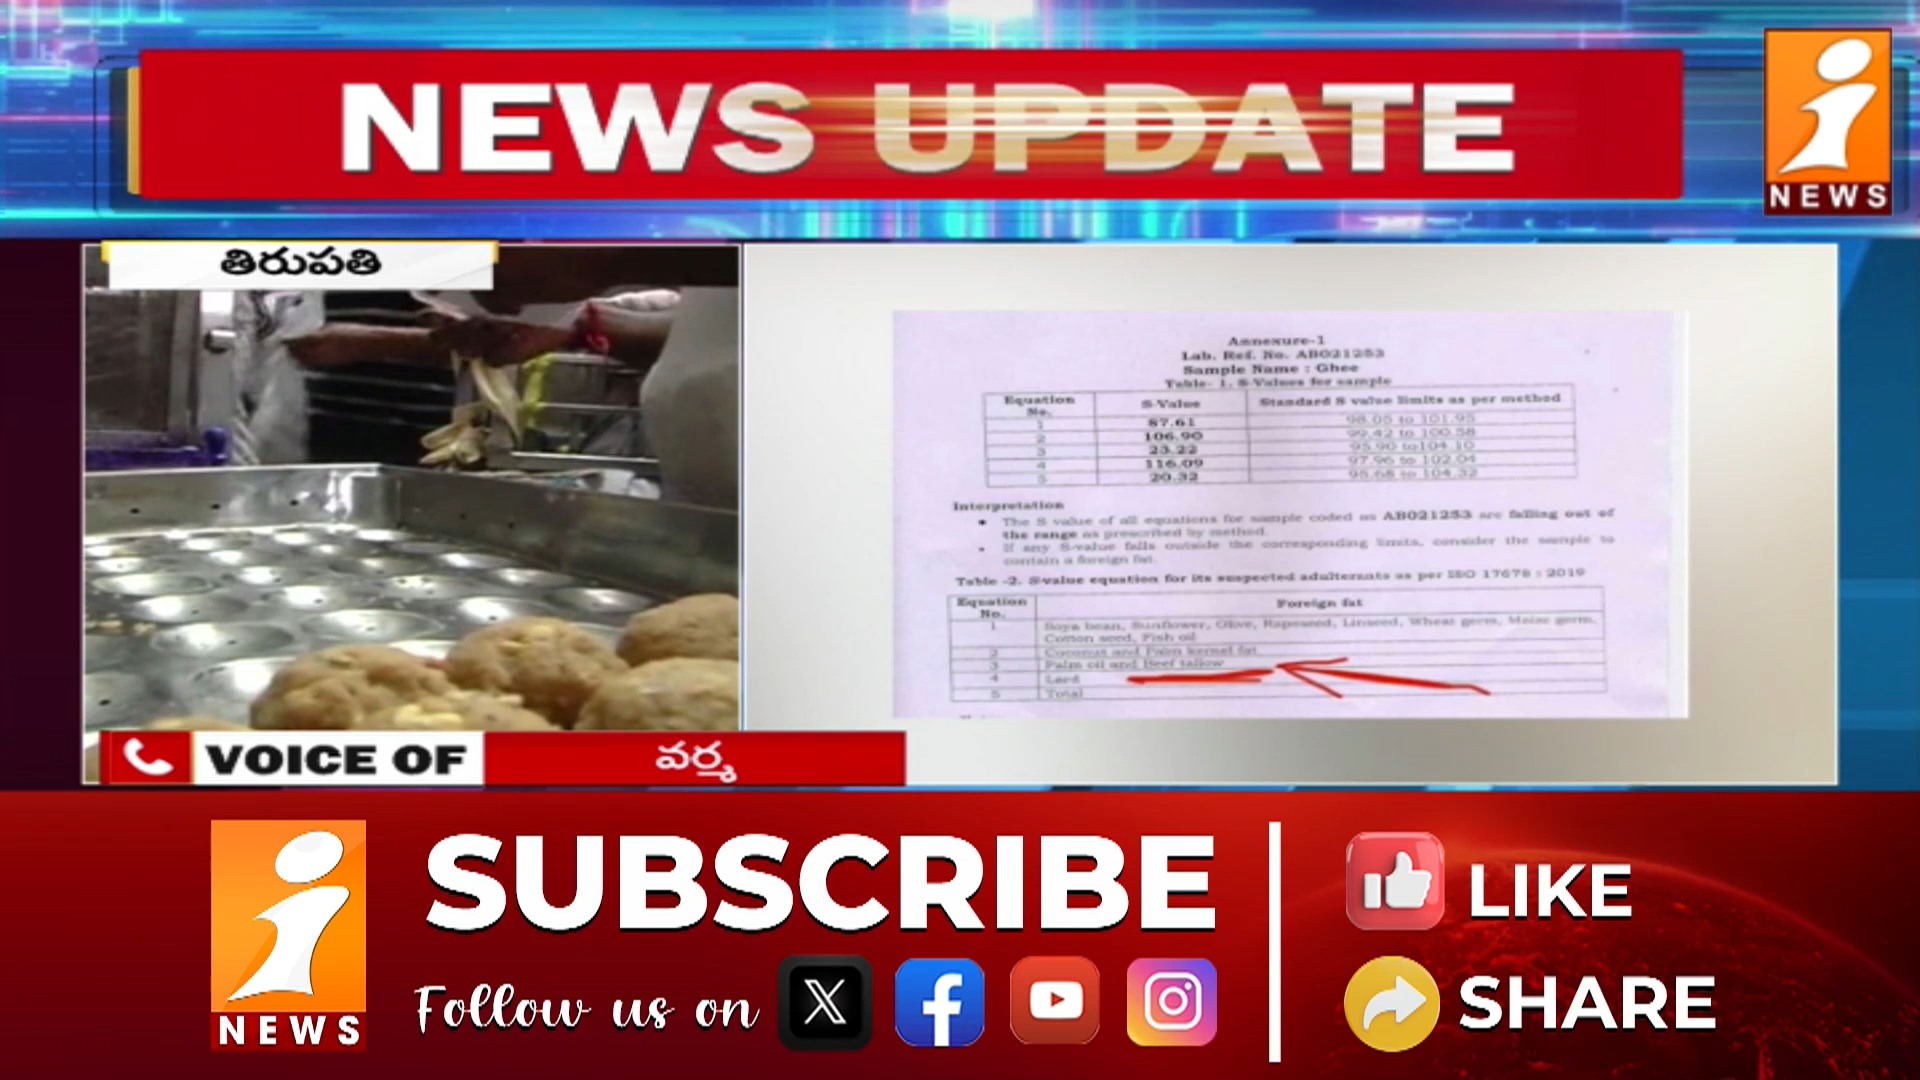 NEWS UPDATE
i
NEWS
తిరుపతి
Annexure-1
Lab. Ref. No. AB021253
Sample Name : Ghee
Table- 1. S-Values for sample
Equation No. S-Value Standard S value limits as per method
1 87.61 98.05 to 101.95
2 106.90 99.42 to 100.58
3 23.22 95.90 to 104.10
4 116.09 97.96 to 102.04
5 20.32 95.68 to 104.32
Interpretation
• The S value of all equations for sample coded as AB021253 are falling out of
the range as prescribed by method.
• If any S-value falls outside the corresponding limits, consider the sample to
contain a foreign fat.
Table -2. S-value equation for its suspected adulterants as per ISO 17678 : 2019
Equation No. Foreign fat
1 Soya bean, Sunflower, Olive, Rapeseed, Linseed, Wheat germ, Maize germ,
Cotton seed, Fish oil
2 Coconut and Palm kernel fat
3 Palm oil and Beef tallow
4 Lard
5 Total
VOICE OF వర్మ
i
NEWS
SUBSCRIBE
Follow us on
LIKE
SHARE